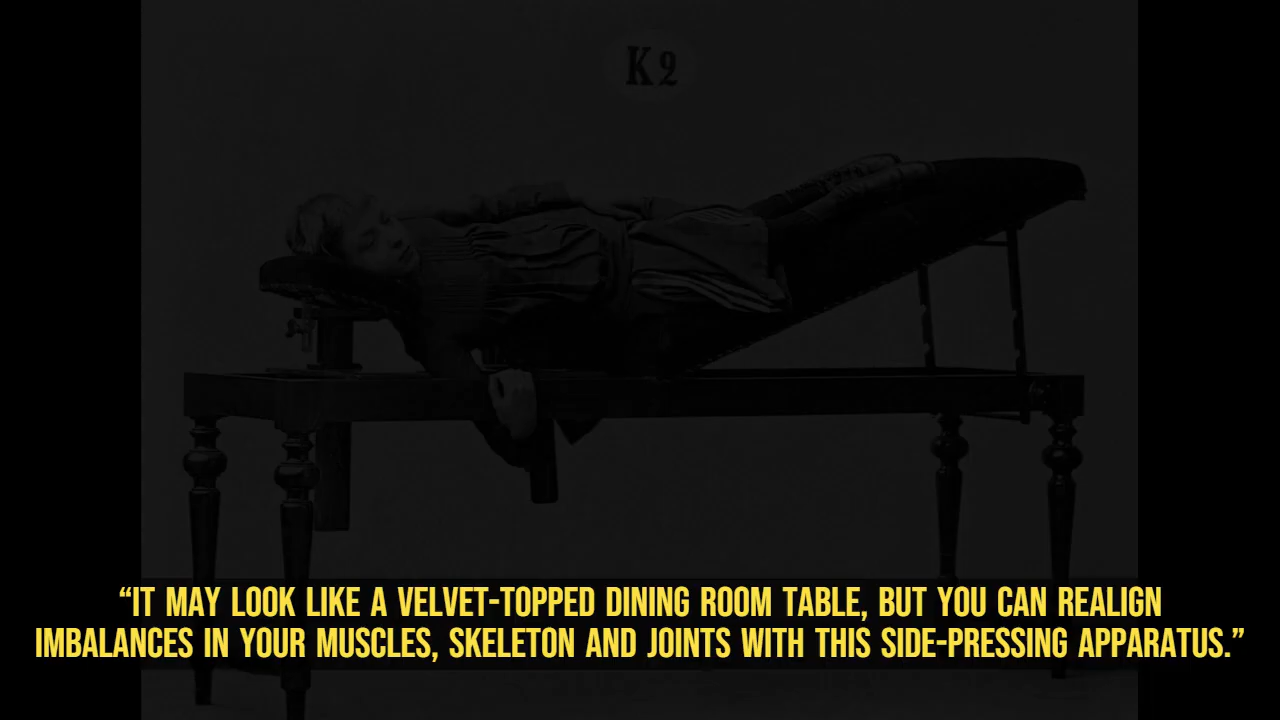 K2
“IT MAY LOOK LIKE A VELVET-TOPPED DINING ROOM TABLE, BUT YOU CAN REALIGN
IMBALANCES IN YOUR MUSCLES, SKELETON AND JOINTS WITH THIS SIDE-PRESSING APPARATUS.”